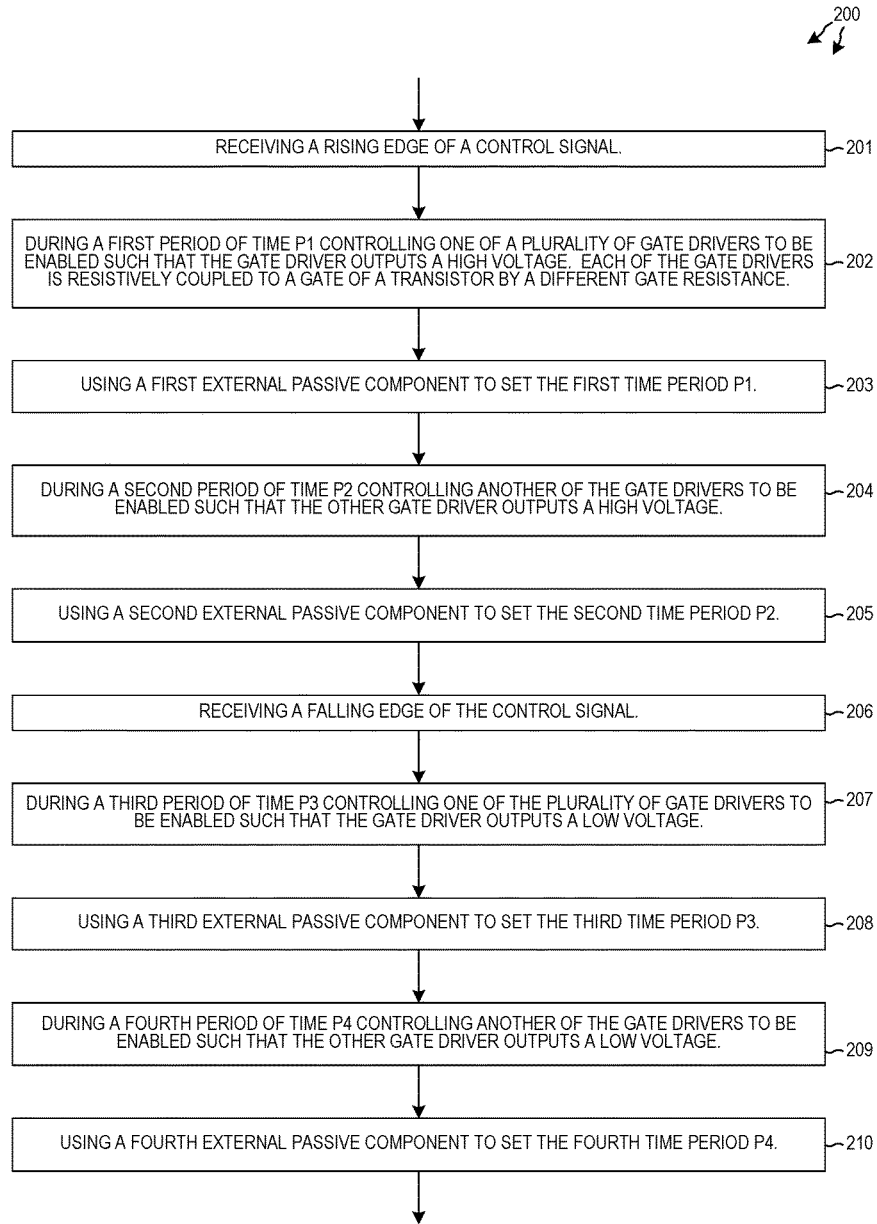 200
RECEIVING A RISING EDGE OF A CONTROL SIGNAL.
201
DURING A FIRST PERIOD OF TIME P1 CONTROLLING ONE OF A PLURALITY OF GATE DRIVERS TO BE
ENABLED SUCH THAT THE GATE DRIVER OUTPUTS A HIGH VOLTAGE. EACH OF THE GATE DRIVERS
IS RESISTIVELY COUPLED TO A GATE OF A TRANSISTOR BY A DIFFERENT GATE RESISTANCE.
202
USING A FIRST EXTERNAL PASSIVE COMPONENT TO SET THE FIRST TIME PERIOD P1.
203
DURING A SECOND PERIOD OF TIME P2 CONTROLLING ANOTHER OF THE GATE DRIVERS TO BE
ENABLED SUCH THAT THE OTHER GATE DRIVER OUTPUTS A HIGH VOLTAGE.
204
USING A SECOND EXTERNAL PASSIVE COMPONENT TO SET THE SECOND TIME PERIOD P2.
205
RECEIVING A FALLING EDGE OF THE CONTROL SIGNAL.
206
DURING A THIRD PERIOD OF TIME P3 CONTROLLING ONE OF THE PLURALITY OF GATE DRIVERS TO
BE ENABLED SUCH THAT THE GATE DRIVER OUTPUTS A LOW VOLTAGE.
207
USING A THIRD EXTERNAL PASSIVE COMPONENT TO SET THE THIRD TIME PERIOD P3.
208
DURING A FOURTH PERIOD OF TIME P4 CONTROLLING ANOTHER OF THE GATE DRIVERS TO BE
ENABLED SUCH THAT THE OTHER GATE DRIVER OUTPUTS A LOW VOLTAGE.
209
USING A FOURTH EXTERNAL PASSIVE COMPONENT TO SET THE FOURTH TIME PERIOD P4.
210